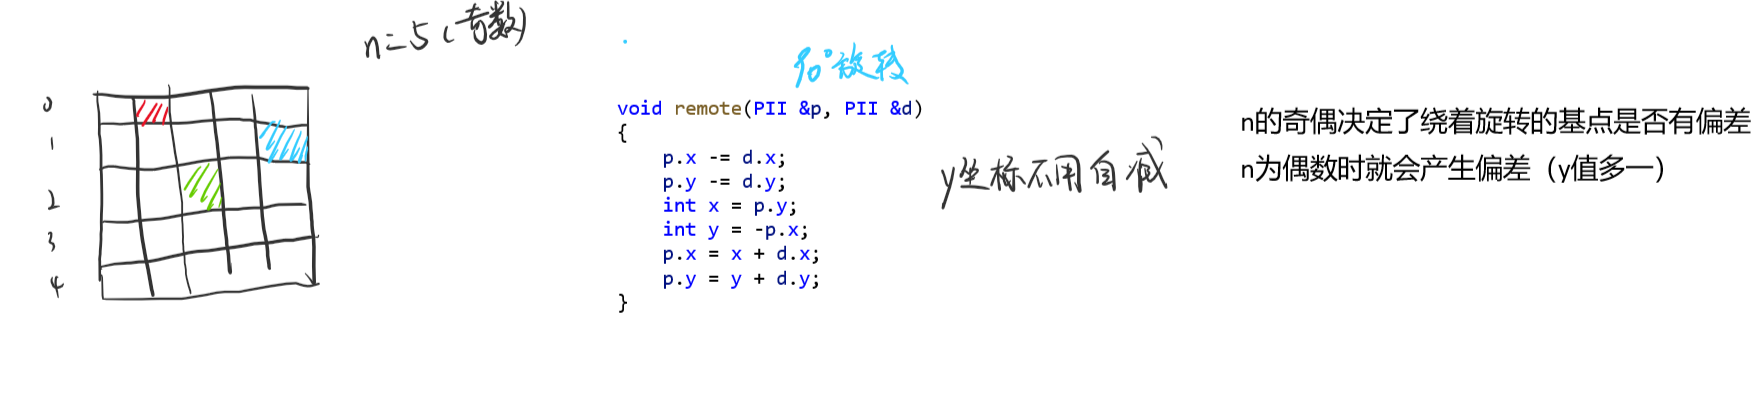 n=5（奇数）
0
1
2
3
4
90°旋转
void remote(PII &p, PII &d)
{
    p.x -= d.x;
    p.y -= d.y;
    int x = p.y;
    int y = -p.x;
    p.x = x + d.x;
    p.y = y + d.y;
}
y坐标不用自减
n的奇偶决定了绕着旋转的基点是否有偏差
n为偶数时就会产生偏差（y值多一）